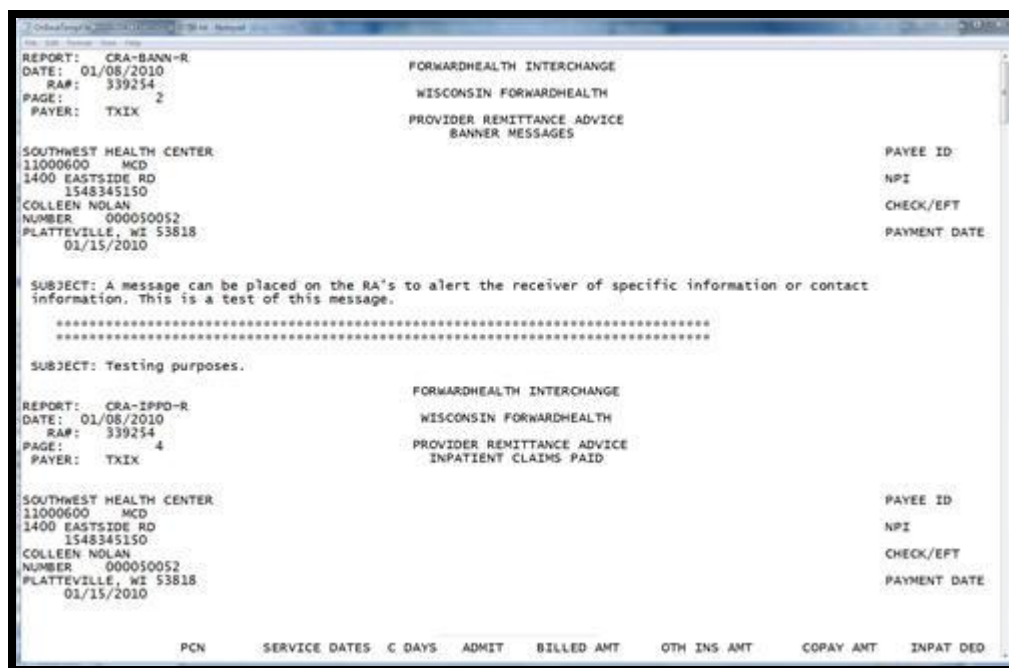 File Edit Format View Help
REPORT: CRA-BANN-R
FORWARDHEALTH INTERCHANGE
DATE: 01/08/2010
RA#: 339254
WISCONSIN FORWARDHEALTH
PAGE: 2
PAYER: TXIX
PROVIDER REMITTANCE ADVICE
BANNER MESSAGES
SOUTHWEST HEALTH CENTER PAYEE ID
11000600 MCD
1400 EASTSIDE RD NPI
1548345150
COLLEEN NOLAN CHECK/EFT
NUMBER 000050052
PLATTEVILLE, WI 53818 PAYMENT DATE
01/15/2010
SUBJECT: A message can be placed on the RA's to alert the receiver of specific information or contact
information. This is a test of this message.
SUBJECT: Testing purposes.
FORWARDHEALTH INTERCHANGE
REPORT: CRA-IPPD-R
DATE: 01/08/2010 WISCONSIN FORWARDHEALTH
RA#: 339254
PAGE: 4 PROVIDER REMITTANCE ADVICE
PAYER: TXIX INPATIENT CLAIMS PAID
SOUTHWEST HEALTH CENTER PAYEE ID
11000600 MCD
1400 EASTSIDE RD NPI
1548345150
COLLEEN NOLAN CHECK/EFT
NUMBER 000050052
PLATTEVILLE, WI 53818 PAYMENT DATE
01/15/2010
PCN SERVICE DATES C DAYS ADMIT BILLED AMT OTH INS AMT COPAY AMT INPAT DED